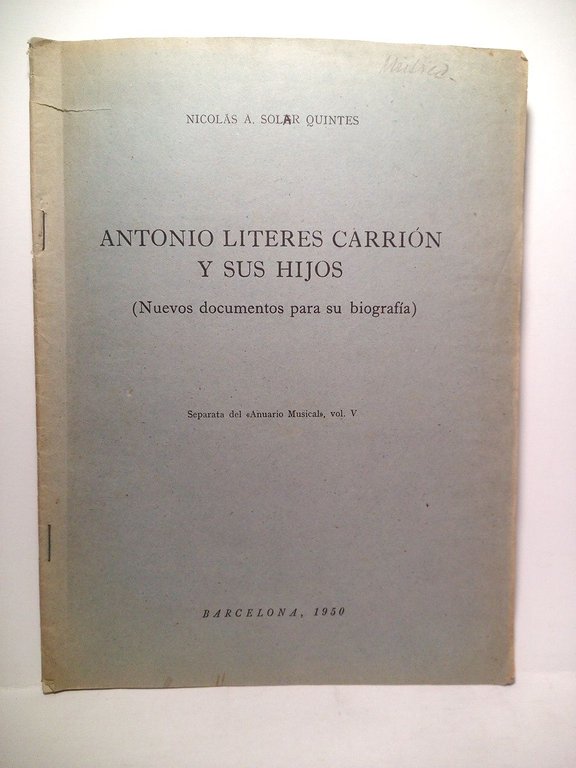 Música.
NICOLÁS A. SOLAR QUINTES
ANTONIO LITERES CARRIÓN
Y SUS HIJOS
(Nuevos documentos para su biografía)
Separata del «Anuario Musical», vol. V
BARCELONA, 1950